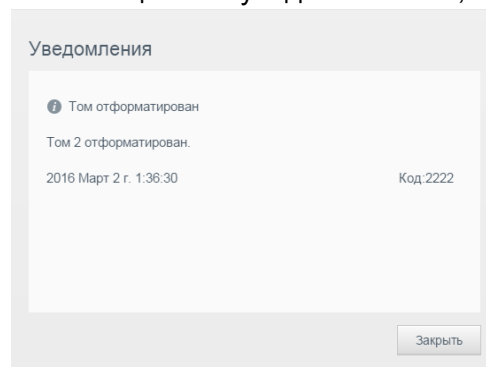 Уведомления
Том отформатирован
Том 2 отформатирован.
2016 Март 2 г. 1:36:30 Код:2222
Закрыть